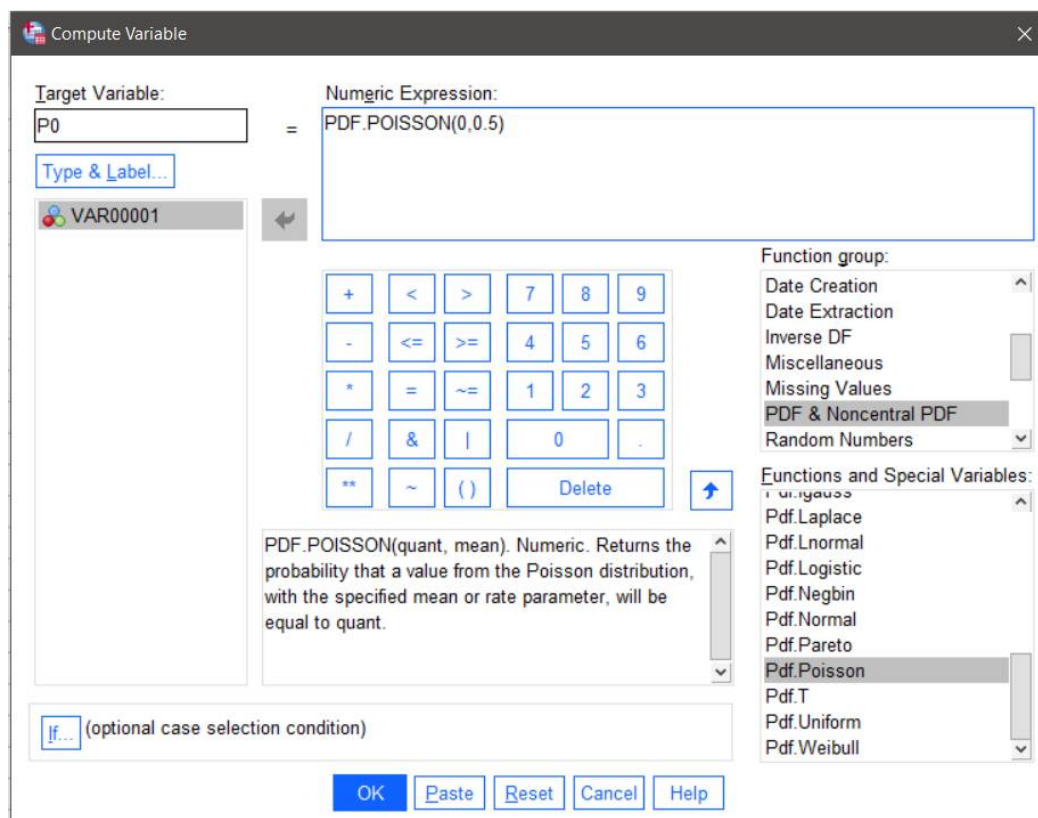 Compute Variable
Target Variable:
P0
=
Numeric Expression:
PDF.POISSON(0,0.5)
Type & Label...
VAR00001
+ < > 7 8 9
- <= >= 4 5 6
* = ~= 1 2 3
/ & | 0 .
** ~ ( ) Delete
Function group:
Date Creation
Date Extraction
Inverse DF
Miscellaneous
Missing Values
PDF & Noncentral PDF
Random Numbers
Functions and Special Variables:
Pdf.Igauss
Pdf.Laplace
Pdf.Lnormal
Pdf.Logistic
Pdf.Negbin
Pdf.Normal
Pdf.Pareto
Pdf.Poisson
Pdf.T
Pdf.Uniform
Pdf.Weibull
PDF.POISSON(quant, mean). Numeric. Returns the
probability that a value from the Poisson distribution,
with the specified mean or rate parameter, will be
equal to quant.
If... (optional case selection condition)
OK Paste Reset Cancel Help